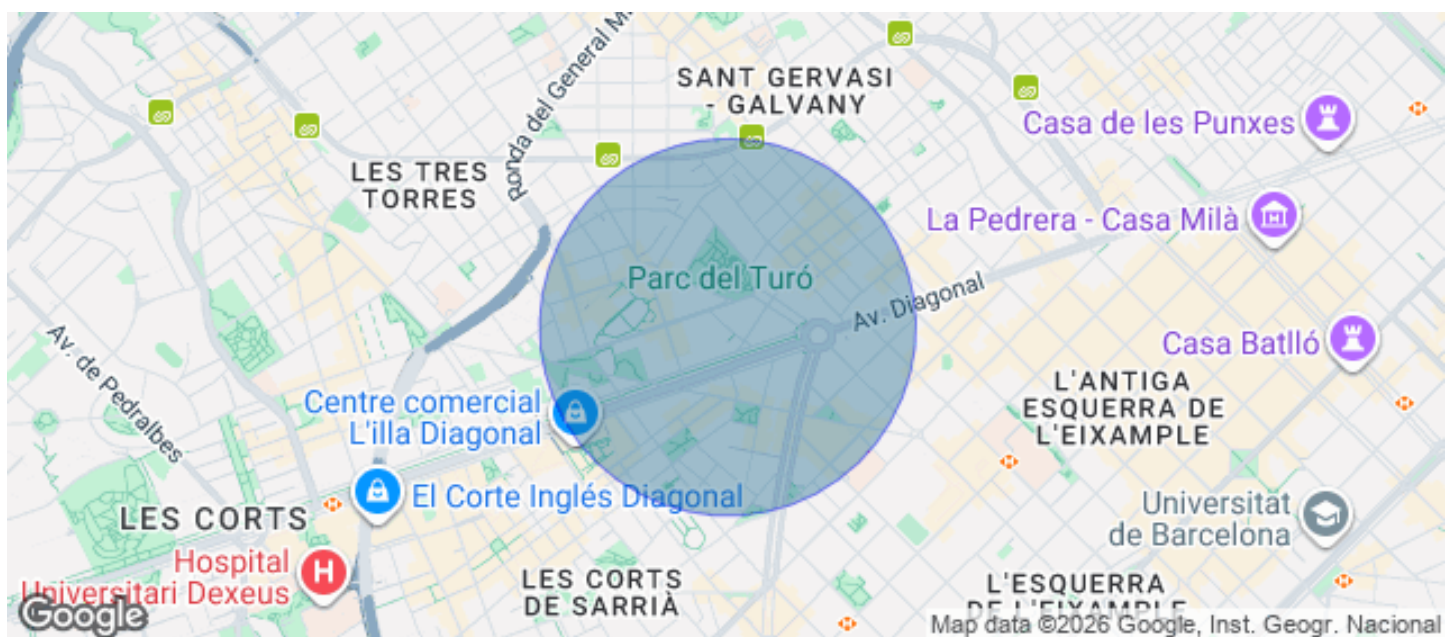 SANT GERVASI
- GALVANY
Ronda del General M
Casa de les Punxes
LES TRES
TORRES
La Pedrera - Casa Milà
Parc del Turó
Av. Diagonal
Av. de Pedralbes
Casa Batlló
Centre comercial
L'illa Diagonal
L'ANTIGA
ESQUERRA DE
L'EIXAMPLE
El Corte Inglés Diagonal
LES CORTS
Universitat
de Barcelona
Hospital
Universitari Dexeus
H
LES CORTS
DE SARRIÀ
L'ESQUERRA
DE L'EIXAMPLE
Google
Map data ©2026 Google, Inst. Geogr. Nacional